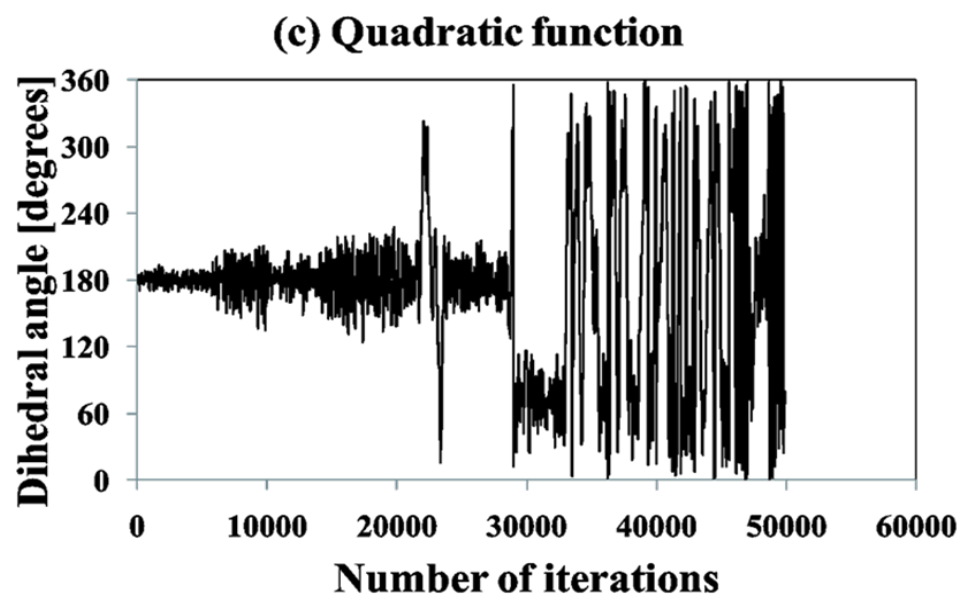 (c) Quadratic function
Dihedral angle [degrees]
360
300
240
180
120
60
0
0 10000 20000 30000 40000 50000 60000
Number of iterations